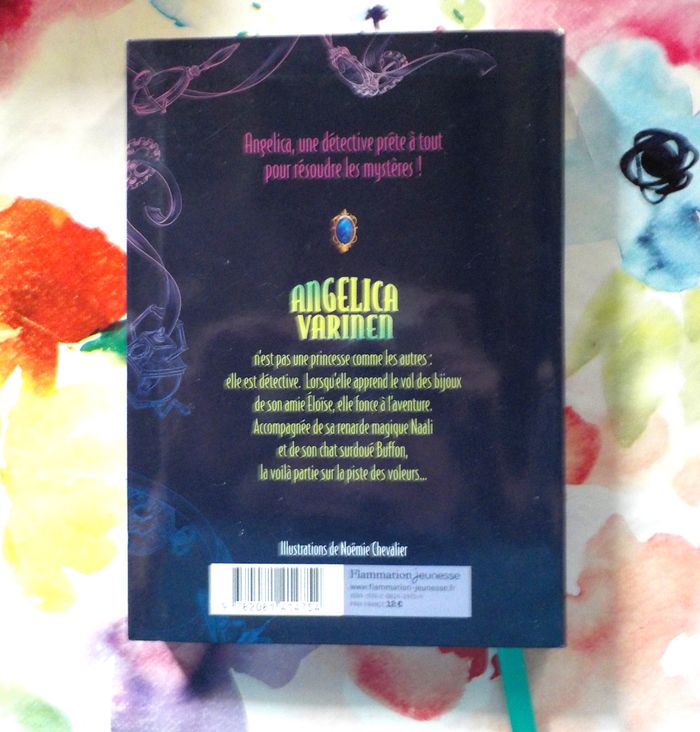 Angelica, une détective prête à tout
pour résoudre les mystères !
ANGELICA
VARINEN
n'est pas une princesse comme les autres :
elle est détective. Lorsqu'elle apprend le vol des bijoux
de son amie Éloïse, elle fonce à l'aventure.
Accompagnée de sa renarde magique Naali
et de son chat surdoué Buffon,
la voilà partie sur la piste des voleurs...
Illustrations de Noëmie Chevalier
Flammarion jeunesse
www.flammarion-jeunesse.fr
12 €